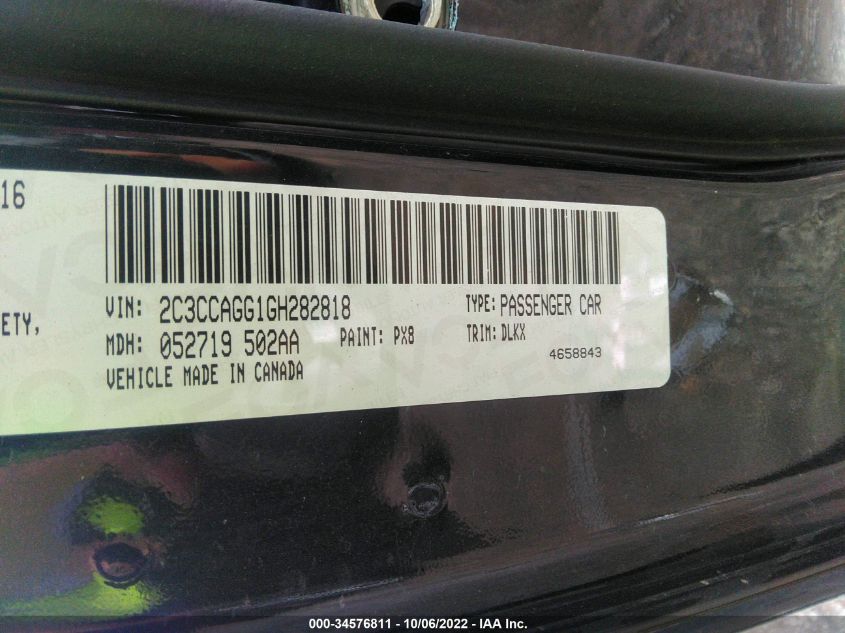 16
VIN: 2C3CCAGG1GH282818 TYPE: PASSENGER CAR
ETY,
MDH: 052719 502AA PAINT: PX8 TRIM: DLKX
4658843
VEHICLE MADE IN CANADA
000-34576811 - 10/06/2022 - IAA Inc.